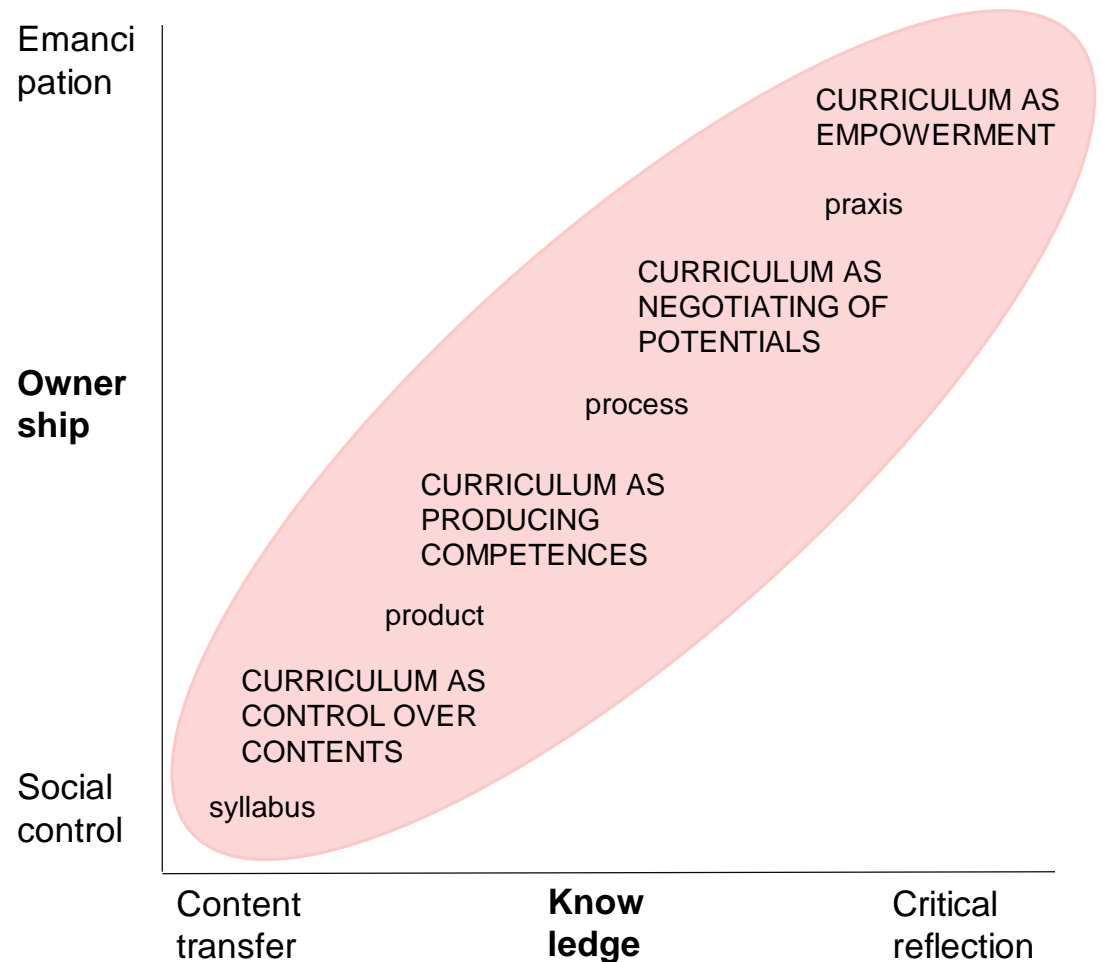 Emanci
pation
CURRICULUM AS
EMPOWERMENT
praxis
CURRICULUM AS
NEGOTIATING OF
POTENTIALS
Owner
ship
process
CURRICULUM AS
PRODUCING
COMPETENCES
product
CURRICULUM AS
CONTROL OVER
CONTENTS
Social
control
syllabus
Content
transfer
Know
ledge
Critical
reflection